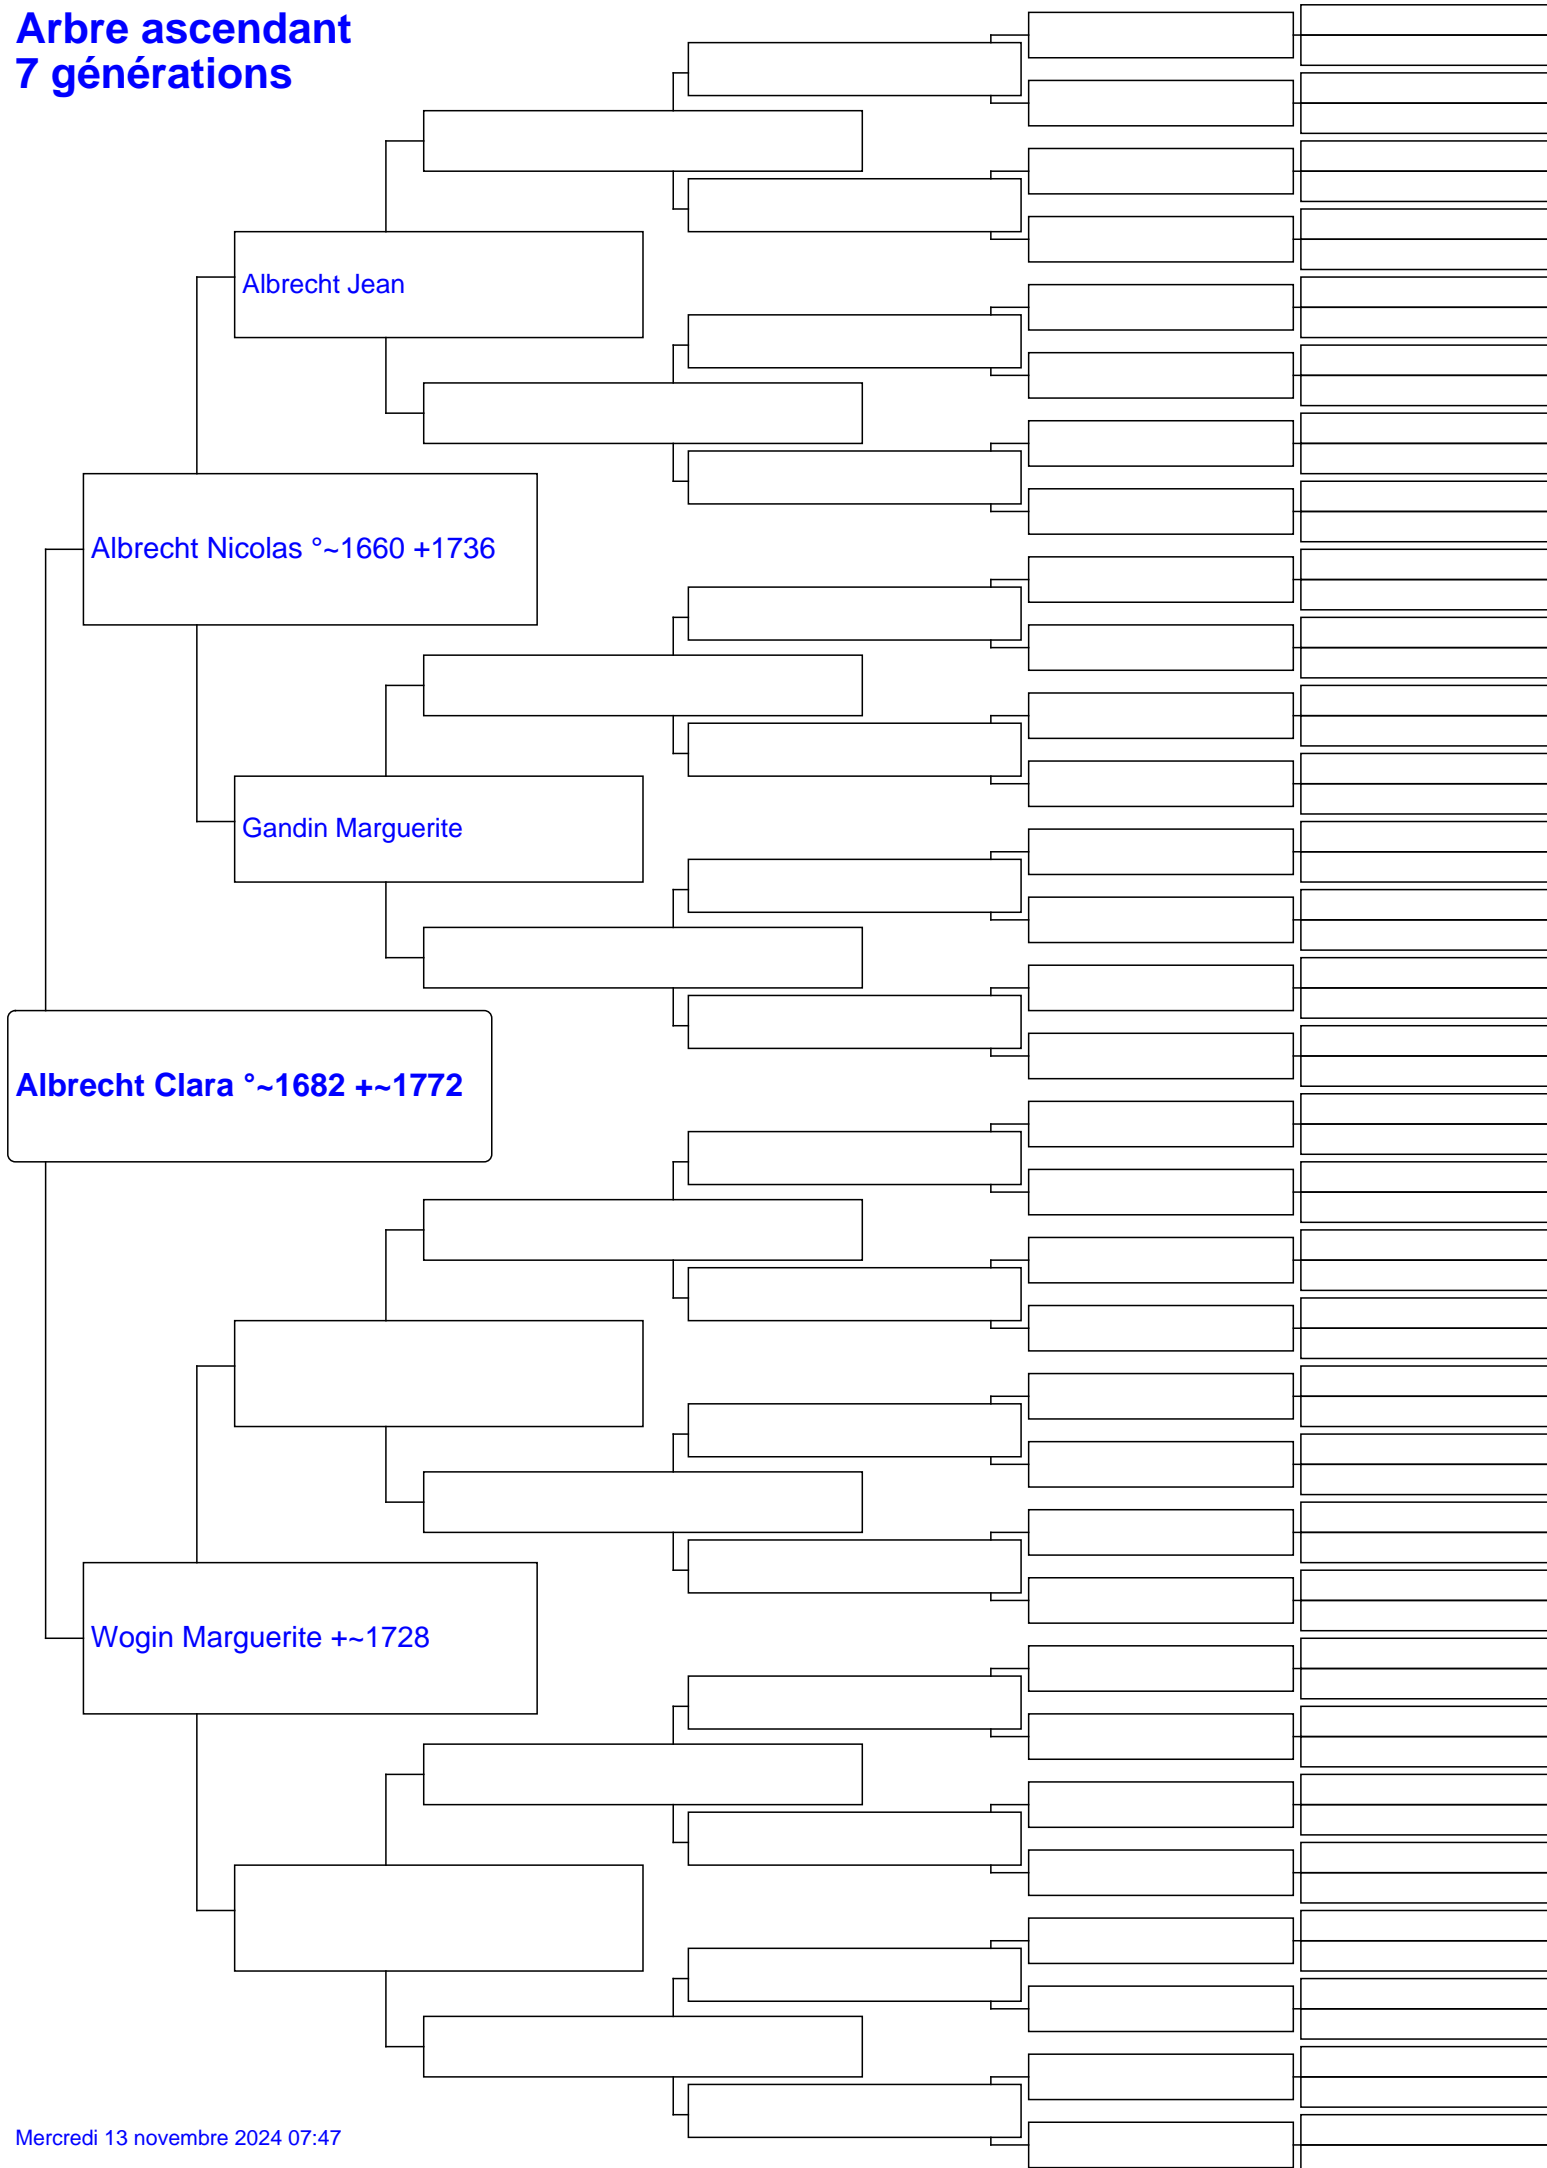 Arbre ascendant
7 générations
Albrecht Jean
Albrecht Nicolas °~1660 +1736
Gandin Marguerite
Albrecht Clara °~1682 +~1772
Wogin Marguerite +~1728
Mercredi 13 novembre 2024 07:47